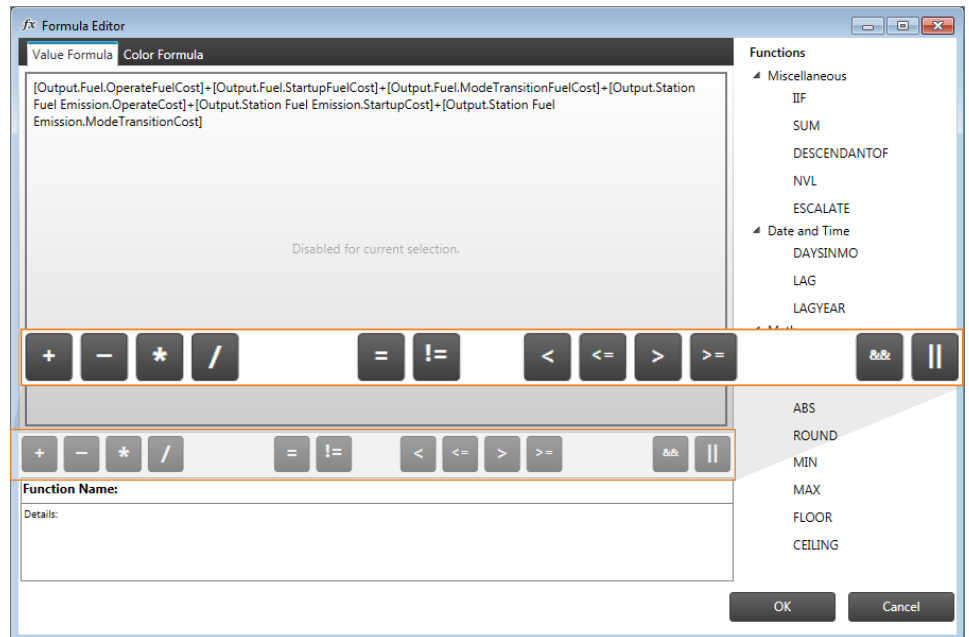 fx Formula Editor
Value Formula Color Formula
[Output.Fuel.OperateFuelCost]+[Output.Fuel.StartupFuelCost]+[Output.Fuel.ModeTransitionFuelCost]+[Output.Station
Fuel Emission.OperateCost]+[Output.Station Fuel Emission.StartupCost]+[Output.Station Fuel
Emission.ModeTransitionCost]
Disabled for current selection.
+ − * / = != < <= > >= && ||
+ − * / = != < <= > >= && ||
Function Name:
Details:
Functions
Miscellaneous
IIF
SUM
DESCENDANTOF
NVL
ESCALATE
Date and Time
DAYSINMO
LAG
LAGYEAR
ABS
ROUND
MIN
MAX
FLOOR
CEILING
OK Cancel